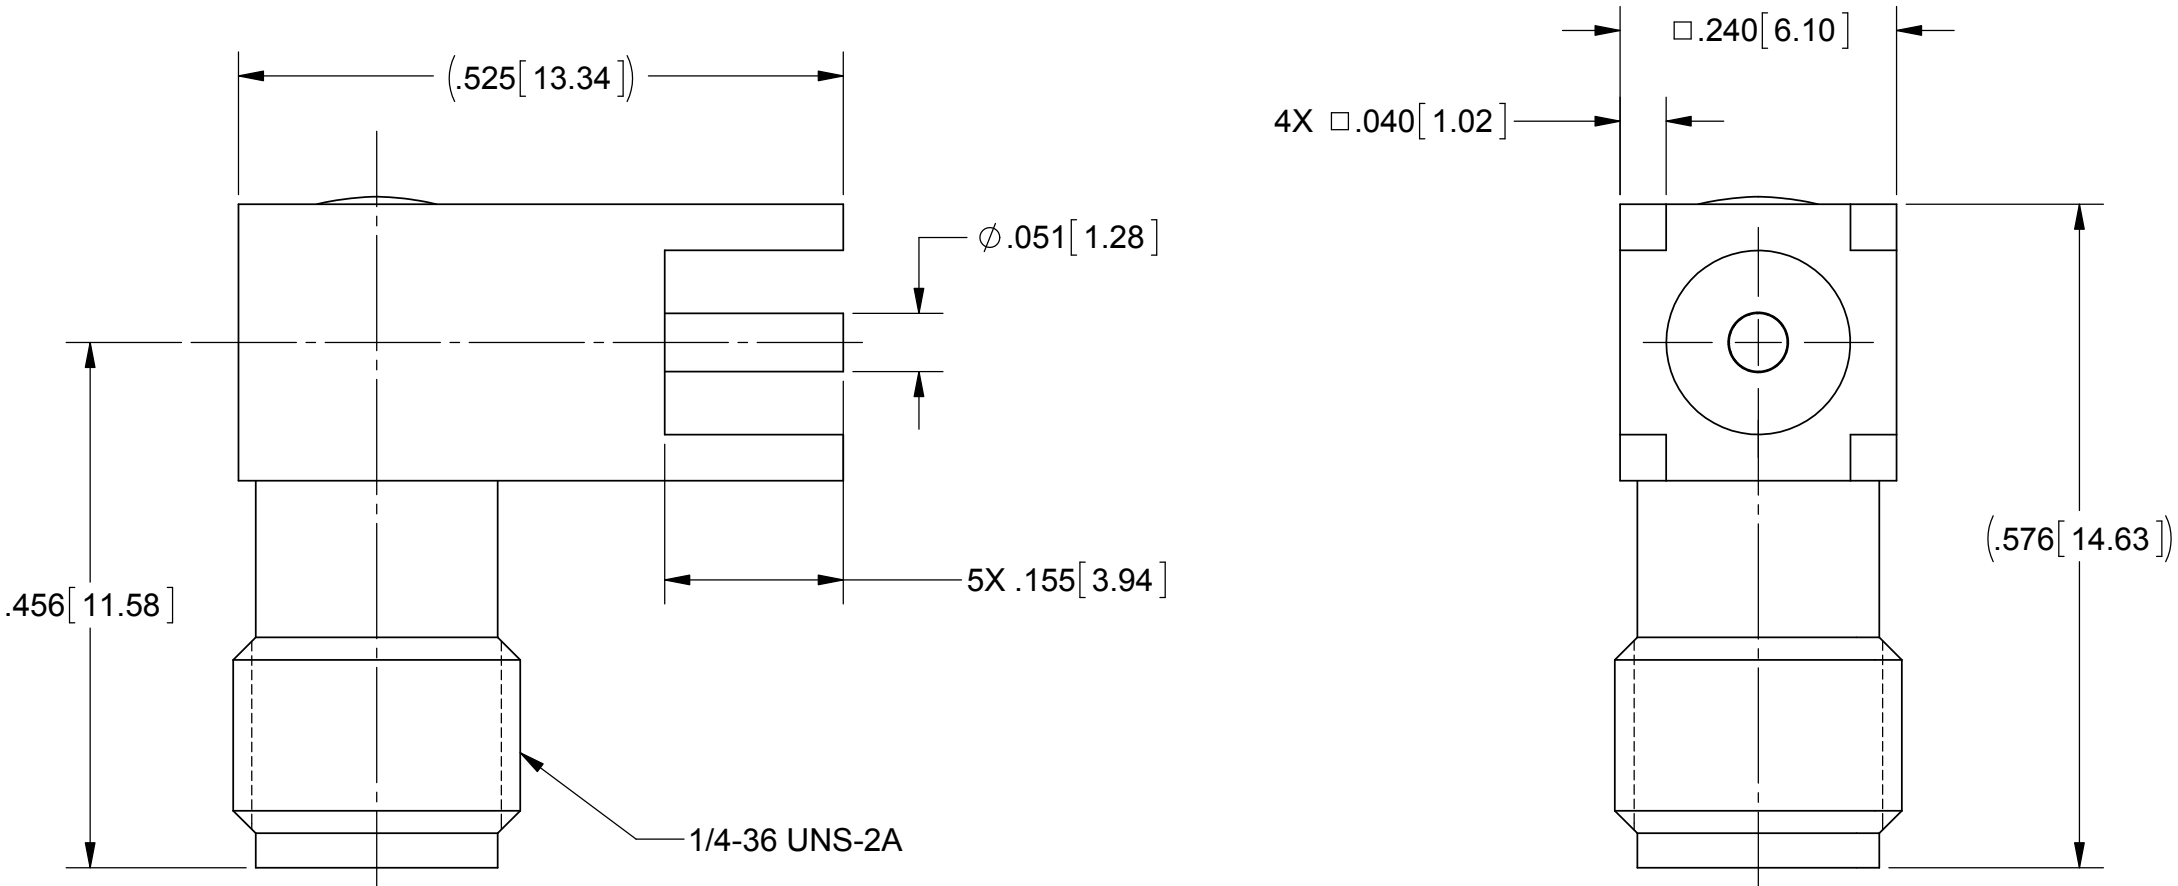 (.525[13.34])
□.240[6.10]
4X □.040[1.02]
⌀.051[1.28]
(.576[14.63])
5X .155[3.94]
.456[11.58]
1/4-36 UNS-2A